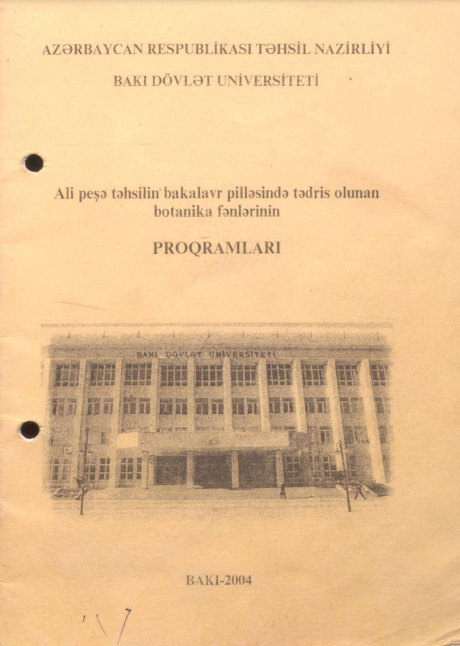 AZƏRBAYCAN RESPUBLİKASI TƏHSİL NAZİRLİYİ
BAKI DÖVLƏT UNİVERSİTETİ
Ali peşə təhsilin bakalavr pilləsində tədris olunan
botanika fənlərinin
PROQRAMLARI
BAKI DÖVLƏT UNİVERSİTETİ
BAKI-2004